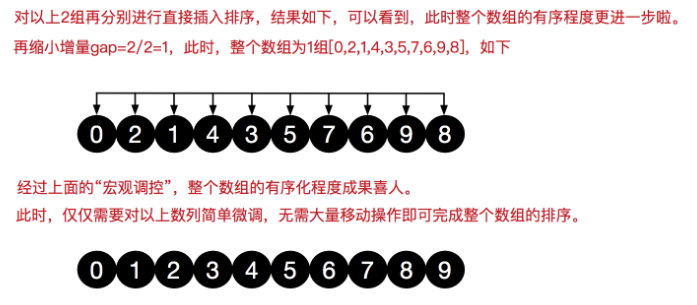 对以上2组再分别进行直接插入排序，结果如下，可以看到，此时整个数组的有序程度更进一步啦。
再缩小增量gap=2/2=1，此时，整个数组为1组[0,2,1,4,3,5,7,6,9,8]，如下
0 2 1 4 3 5 7 6 9 8
经过上面的“宏观调控”，整个数组的有序化程度成果喜人。
此时，仅仅需要对以上数列简单微调，无需大量移动操作即可完成整个数组的排序。
0 1 2 3 4 5 6 7 8 9